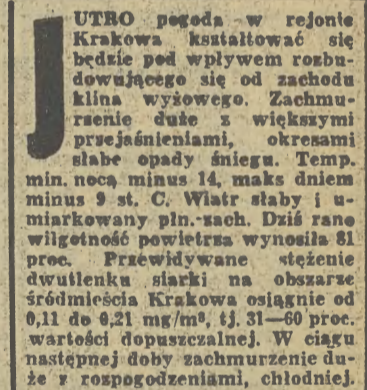 JUTRO pogoda w rejonie
Krakowa kształtować się
będzie pod wpływem rozbu-
dowującego się od zachodu
klina wyżowego. Zachmu-
rzenie duże z większymi
przejaśnieniami, okresami
słabe opady śniegu. Temp.
min. nocą minus 14, maks dniem
minus 9 st. C. Wiatr słaby i u-
miarkowany płn.-zach. Dziś rano
wilgotność powietrza wynosiła 81
proc. Przewidywane stężenie
dwutlenku siarki na obszarze
śródmieścia Krakowa osiągnie od
0,11 do 0,21 mg/m³, tj. 31—60 proc.
wartości dopuszczalnej. W ciągu
następnej doby zachmurzenie du-
że z rozpogodzeniami, chłodniej.